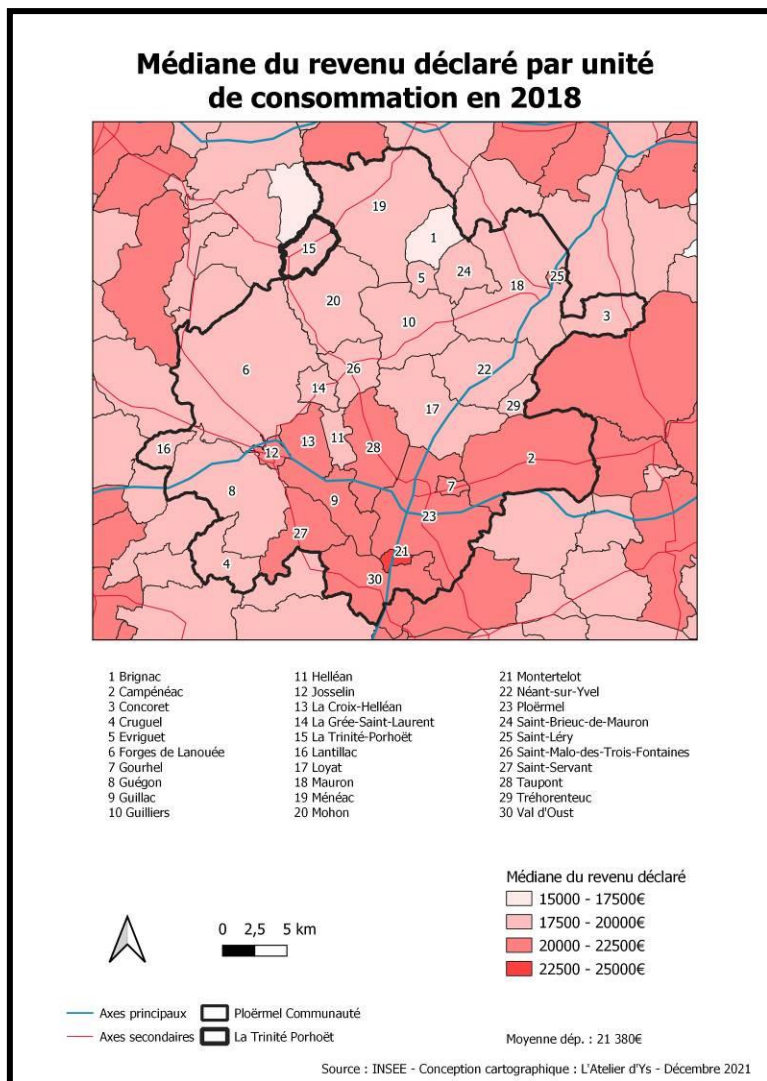 Médiane du revenu déclaré par unité
de consommation en 2018
19
15
1
5
24
25
18
20
10
3
6
26
22
14
17
29
16
13
11
28
12
2
8
9
7
23
27
21
4
30
1 Brignac
2 Campénéac
3 Concoret
4 Cruguel
5 Evriguet
6 Forges de Lanouée
7 Gourhel
8 Guégon
9 Guillac
10 Guilliers
11 Helléan
12 Josselin
13 La Croix-Helléan
14 La Grée-Saint-Laurent
15 La Trinité-Porhoët
16 Lantillac
17 Loyat
18 Mauron
19 Ménéac
20 Mohon
21 Montertelot
22 Néant-sur-Yvel
23 Ploërmel
24 Saint-Brieuc-de-Mauron
25 Saint-Léry
26 Saint-Malo-des-Trois-Fontaines
27 Saint-Servant
28 Taupont
29 Tréhorenteuc
30 Val d'Oust
Médiane du revenu déclaré
15000 - 17500€
17500 - 20000€
20000 - 22500€
22500 - 25000€
0 2,5 5 km
Axes principaux
Ploërmel Communauté
Axes secondaires
La Trinité Porhoët
Moyenne dép. : 21 380€
Source : INSEE - Conception cartographique : L'Atelier d'Ys - Décembre 2021